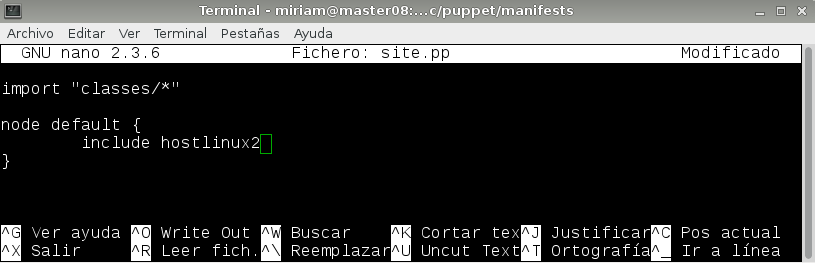 Terminal - miriam@master08:...c/puppet/manifests
Archivo Editar Ver Terminal Pestañas Ayuda
GNU nano 2.3.6 Fichero: site.pp Modificado
import "classes/*"
node default {
include hostlinux2
}
^G Ver ayuda ^O Write Out ^W Buscar ^K Cortar tex^J Justificar^C Pos actual
^X Salir ^R Leer fich.^\ Reemplazar^U Uncut Text^T Ortografía^_ Ir a línea